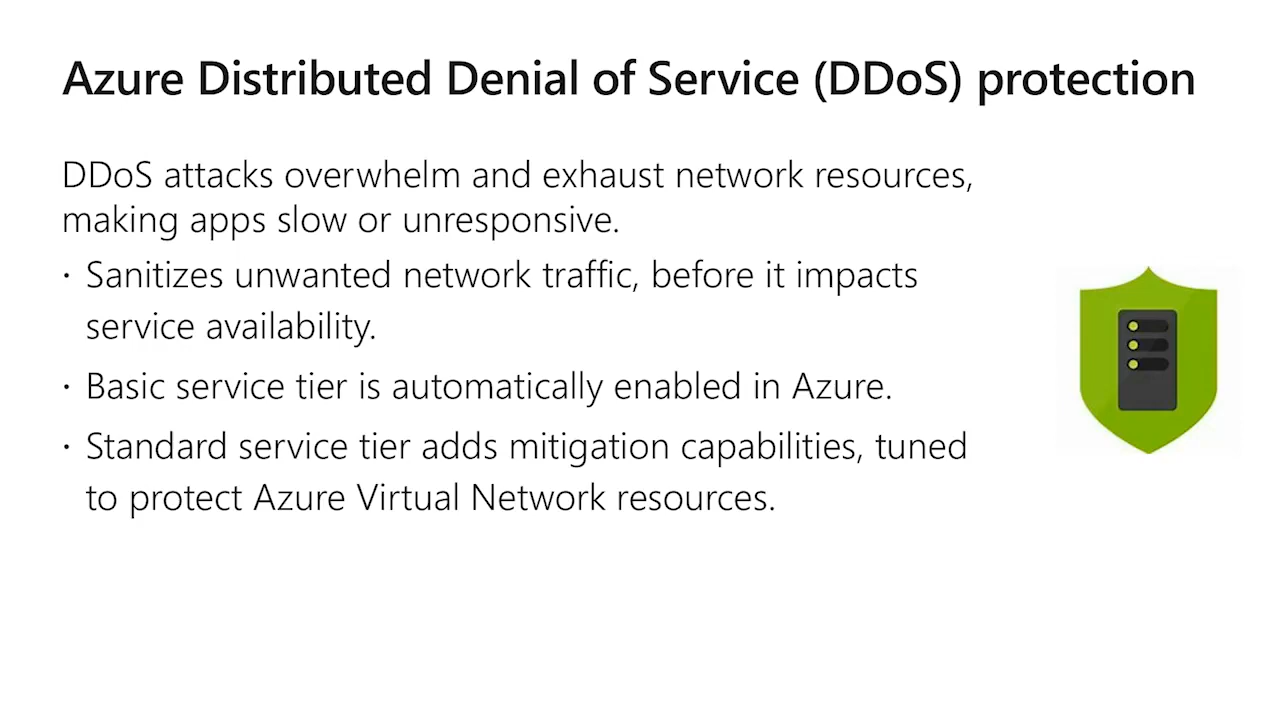 Azure Distributed Denial of Service (DDoS) protection
DDoS attacks overwhelm and exhaust network resources,
making apps slow or unresponsive.
· Sanitizes unwanted network traffic, before it impacts
service availability.
· Basic service tier is automatically enabled in Azure.
· Standard service tier adds mitigation capabilities, tuned
to protect Azure Virtual Network resources.